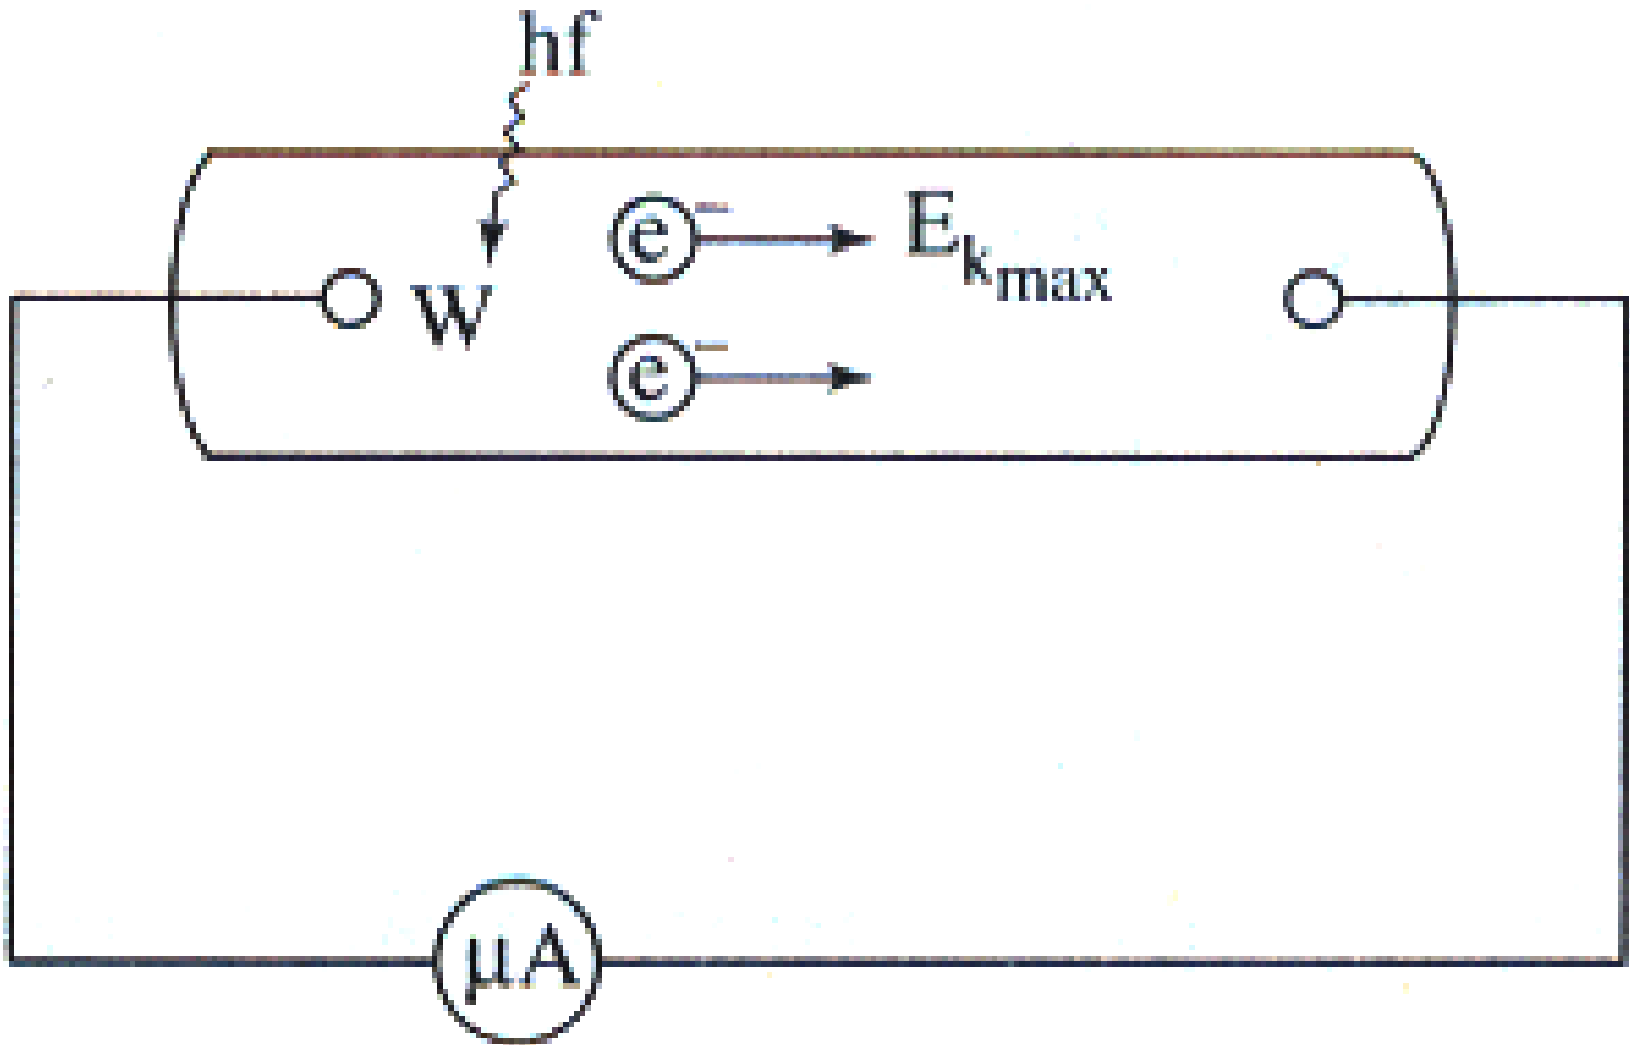 hf
e⁻ E_kmax
W
e⁻
μA